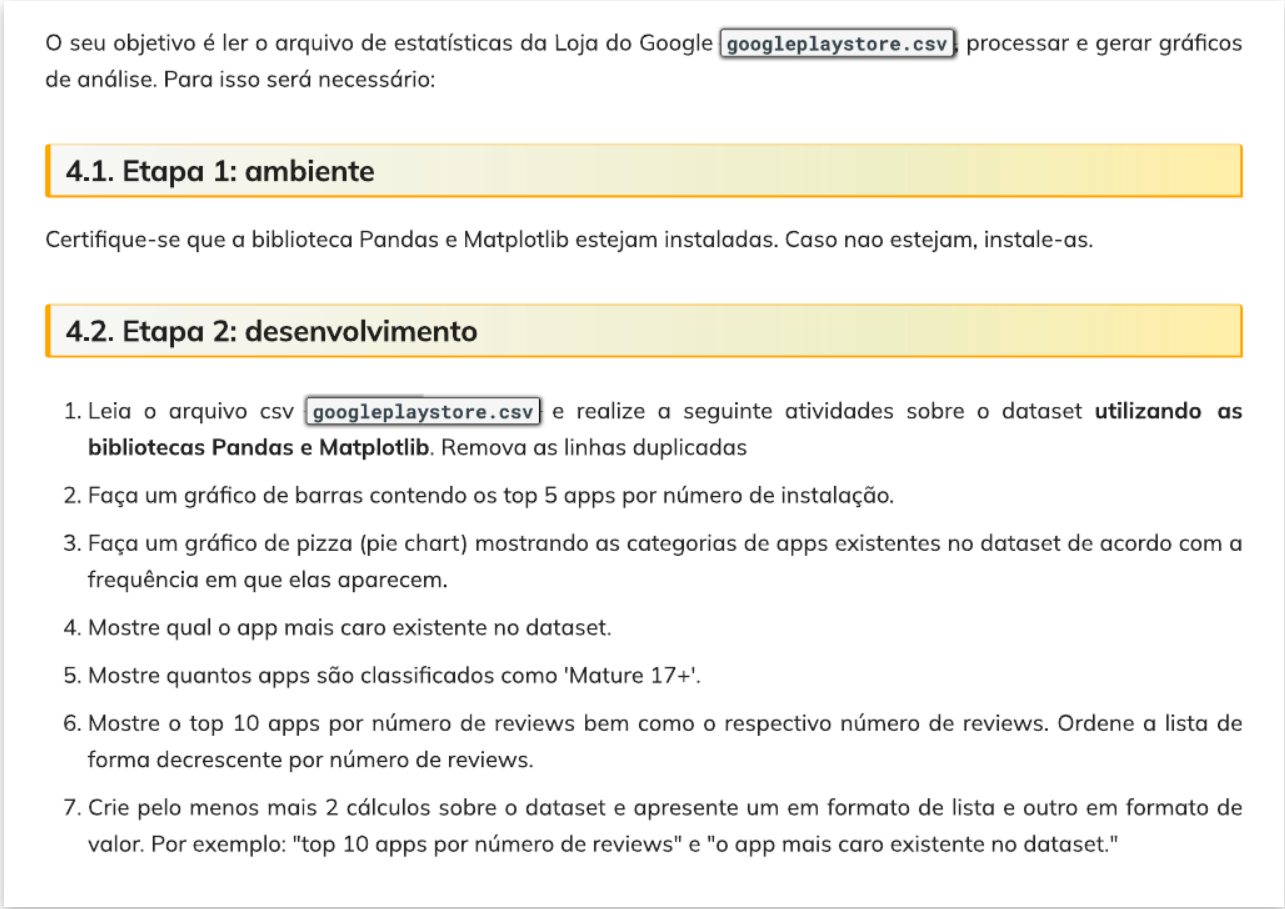 O seu objetivo é ler o arquivo de estatísticas da Loja do Google googleplaystore.csv, processar e gerar gráficos
de análise. Para isso será necessário:
4.1. Etapa 1: ambiente
Certifique-se que a biblioteca Pandas e Matplotlib estejam instaladas. Caso nao estejam, instale-as.
4.2. Etapa 2: desenvolvimento
1. Leia o arquivo csv googleplaystore.csv e realize a seguinte atividades sobre o dataset utilizando as
bibliotecas Pandas e Matplotlib. Remova as linhas duplicadas
2. Faça um gráfico de barras contendo os top 5 apps por número de instalação.
3. Faça um gráfico de pizza (pie chart) mostrando as categorias de apps existentes no dataset de acordo com a
frequência em que elas aparecem.
4. Mostre qual o app mais caro existente no dataset.
5. Mostre quantos apps são classificados como 'Mature 17+'.
6. Mostre o top 10 apps por número de reviews bem como o respectivo número de reviews. Ordene a lista de
forma decrescente por número de reviews.
7. Crie pelo menos mais 2 cálculos sobre o dataset e apresente um em formato de lista e outro em formato de
valor. Por exemplo: "top 10 apps por número de reviews" e "o app mais caro existente no dataset."